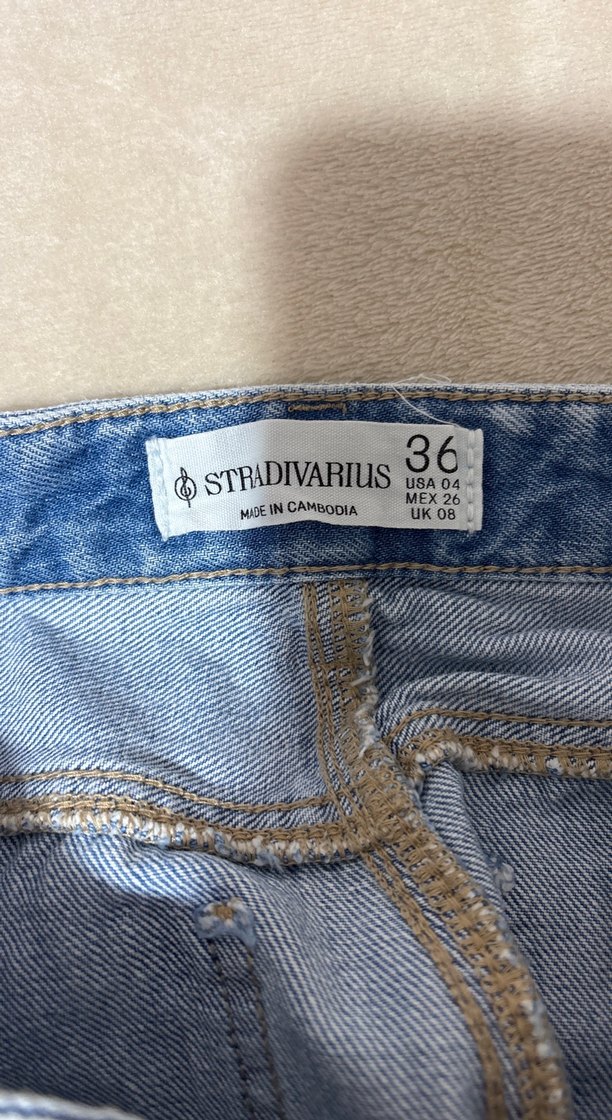 STRADIVARIUS
MADE IN CAMBODIA
36
USA 04
MEX 26
UK 08